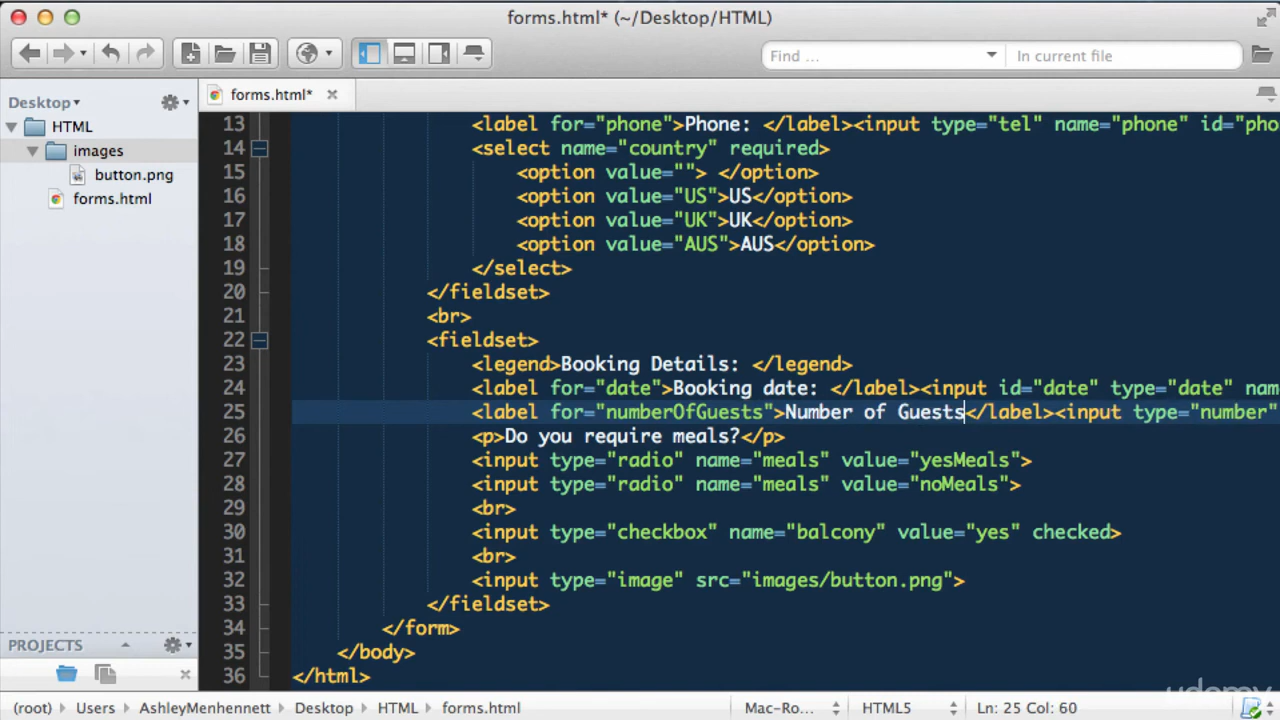 forms.html* (~/Desktop/HTML)
Find ...
In current file
Desktop
forms.html*
HTML
images
button.png
forms.html
13 <label for="phone">Phone: </label><input type="tel" name="phone" id="pho
14 <select name="country" required>
15 <option value=""> </option>
16 <option value="US">US</option>
17 <option value="UK">UK</option>
18 <option value="AUS">AUS</option>
19 </select>
20 </fieldset>
21 <br>
22 <fieldset>
23 <legend>Booking Details: </legend>
24 <label for="date">Booking date: </label><input id="date" type="date" nam
25 <label for="numberOfGuests">Number of Guests</label><input type="number"
26 <p>Do you require meals?</p>
27 <input type="radio" name="meals" value="yesMeals">
28 <input type="radio" name="meals" value="noMeals">
29 <br>
30 <input type="checkbox" name="balcony" value="yes" checked>
31 <br>
32 <input type="image" src="images/button.png">
33 </fieldset>
34 </form>
35 </body>
36 </html>
PROJECTS
udemy
(root) Users AshleyMenhennett Desktop HTML forms.html Mac-Ro... HTML5 Ln: 25 Col: 60